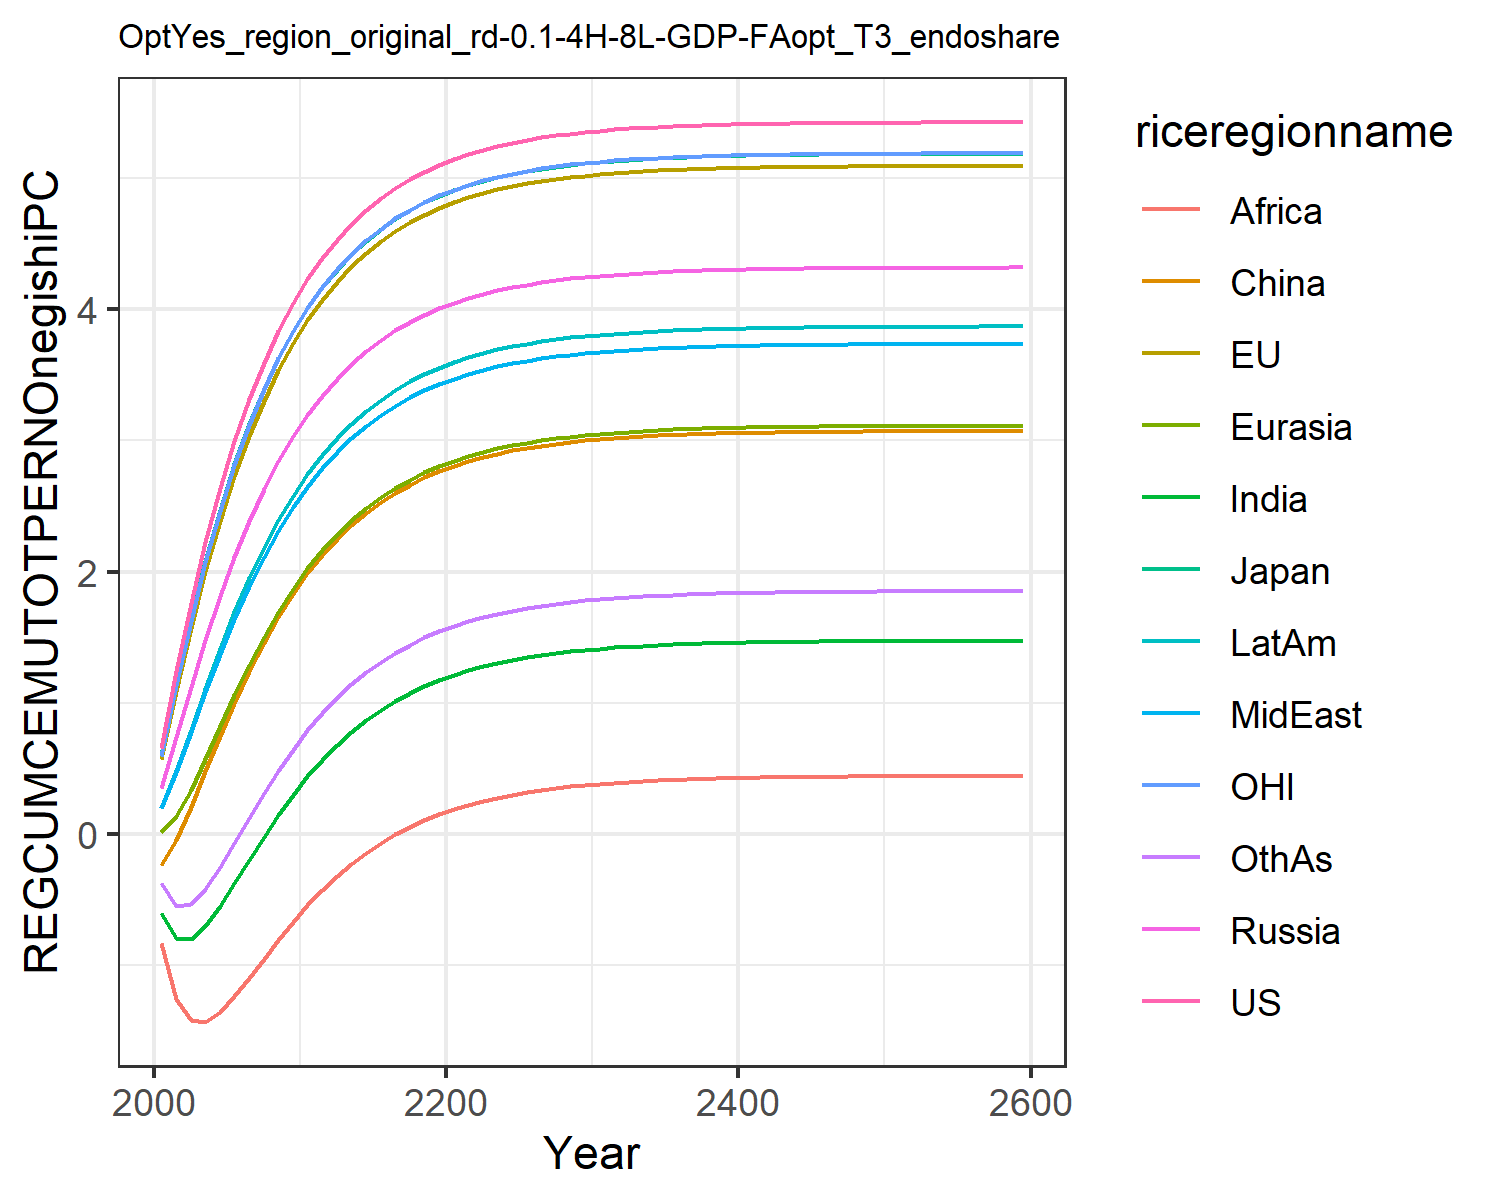 OptYes_region_original_rd-0.1-4H-8L-GDP-FAopt_T3_endoshare
REGCUMCEMUTOTPERNOnegishiPC
4
2
0
2000
2200
2400
2600
Year
riceregionname
Africa
China
EU
Eurasia
India
Japan
LatAm
MidEast
OHI
OthAs
Russia
US